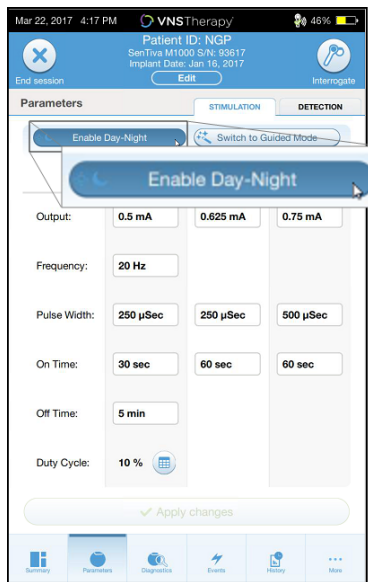 Mar 22, 2017 4:17 PM VNSTherapy 46%
Patient ID: NGP
SenTiva M1000 S/N: 93617
Implant Date: Jan 16, 2017
End session Edit Interrogate
Parameters STIMULATION DETECTION
Enable Day-Night Switch to Guided Mode
Enable Day-Night
Output: 0.5 mA 0.625 mA 0.75 mA
Frequency: 20 Hz
Pulse Width: 250 µSec 250 µSec 500 µSec
On Time: 30 sec 60 sec 60 sec
Off Time: 5 min
Duty Cycle: 10 %
Apply changes
Summary Parameters Diagnostics Events History More